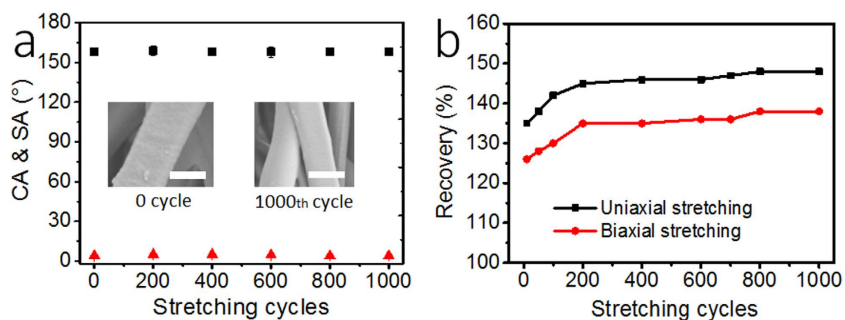 a
CA & SA (°)
180
150
120
90
60
30
0
0 cycle
1000th cycle
0 200 400 600 800 1000
Stretching cycles
b
Recovery (%)
160
150
140
130
120
110
100
Uniaxial stretching
Biaxial stretching
0 200 400 600 800 1000
Stretching cycles